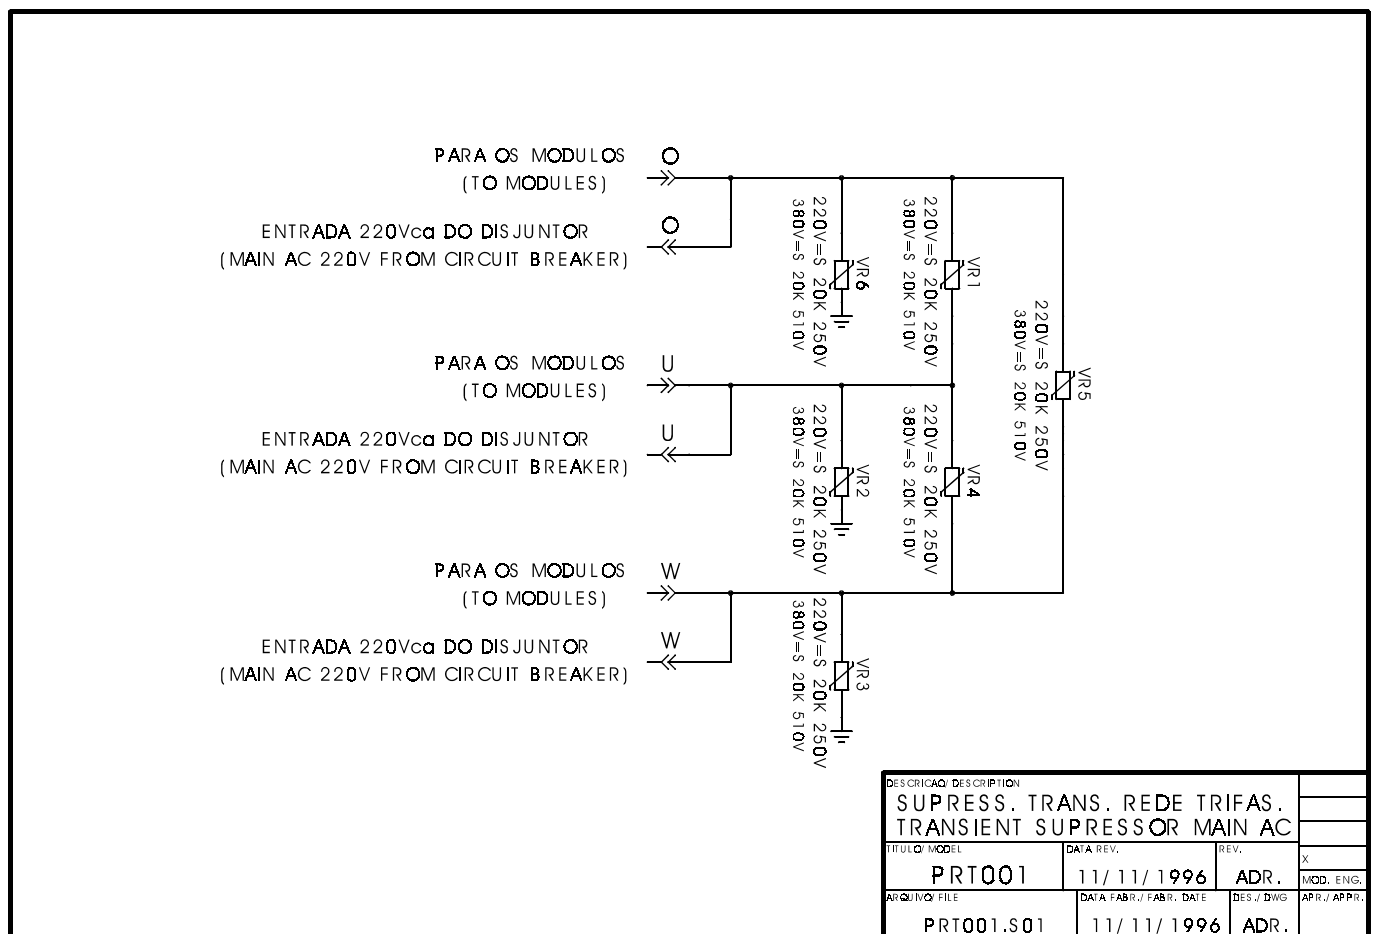 PARA OS MODULOS
(TO MODULES)
O
ENTRADA 220Vca DO DISJUNTOR
(MAIN AC 220V FROM CIRCUIT BREAKER)
O
220V=S 20K 250V
380V=S 20K 510V
VR6
220V=S 20K 250V
380V=S 20K 510V
VR1
220V=S 20K 250V
380V=S 20K 510V
VR5
PARA OS MODULOS
(TO MODULES)
U
ENTRADA 220Vca DO DISJUNTOR
(MAIN AC 220V FROM CIRCUIT BREAKER)
U
220V=S 20K 250V
380V=S 20K 510V
VR2
220V=S 20K 250V
380V=S 20K 510V
VR4
PARA OS MODULOS
(TO MODULES)
W
ENTRADA 220Vca DO DISJUNTOR
(MAIN AC 220V FROM CIRCUIT BREAKER)
W
220V=S 20K 250V
380V=S 20K 510V
VR3
DESCRICAO/ DESCRIPTION
SUPRESS. TRANS. REDE TRIFAS.
TRANSIENT SUPRESSOR MAIN AC
TITULO/ MODEL
PRT001
DATA REV.
11/11/1996
REV.
ADR.
X
MOD. ENG.
ARQUIVO/ FILE
PRT001.S01
DATA FABR./ FABR. DATE
11/11/1996
DES./ DWG
ADR.
APR./ APPR.